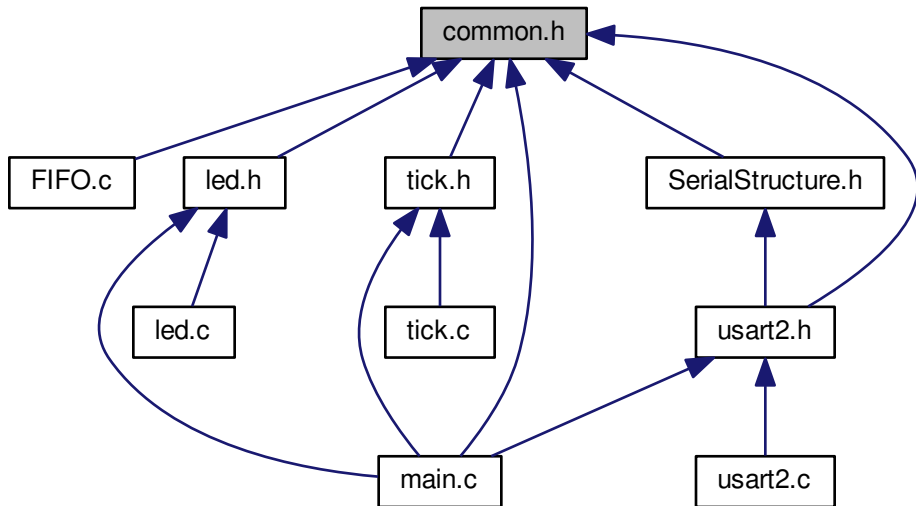 common.h
FIFO.c
led.h
tick.h
SerialStructure.h
led.c
tick.c
usart2.h
main.c
usart2.c